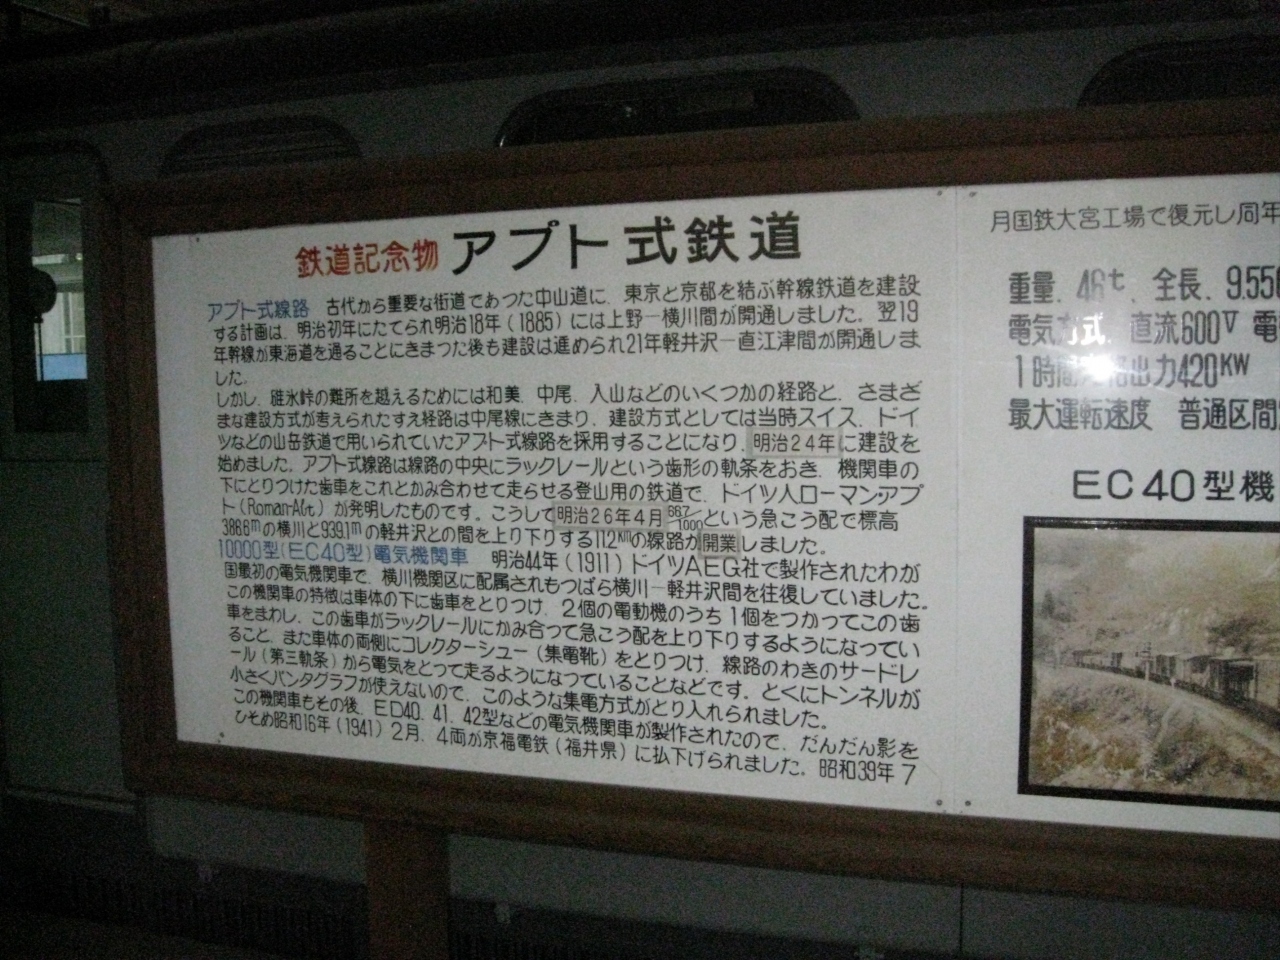 鉄道記念物 アプト式鉄道
アプト式線路 古代から重要な街道であつた中山道に、東京と京都を結ぶ幹線鉄道を建設
する計画は、明治初年にたてられ明治18年(1885)には上野一横川間が開通しました。翌19
年幹線が東海道を通ることにきまつた後も建設は進められ21年軽井沢一直江津間が開通しま
した。
しかし、碓氷峠の難所を越えるためには和美、中尾、入山などのいくつかの経路と、さまざ
まな建設方式が考えられたすえ経路は中尾線にきまり、建設方式としては当時スイス、ドイ
ツなどの山岳鉄道で用いられていたアプト式線路を採用することになり、明治24年に建設を
始めました。アプト式線路は線路の中央にラックレールという歯形の軌条をおき、機関車の
下にとりつけた歯車をこれとかみ合わせて走らせる登山用の鉄道で、ドイツ人ローマン・アプ
ト(Roman-Abt)が発明したものです。こうして明治26年4月66.7/1000という急こう配で標高
386.6mの横川と939.1mの軽井沢との間を上り下りする11.2kmの線路が開業しました。
10000型(EC40型)電気機関車 明治44年(1911)ドイツAEG社で製作されたわが
国最初の電気機関車で、横川機関区に配属されもつぱら横川一軽井沢間を往復していました。
この機関車の特徴は車体の下に歯車をとりつけ、2個の電動機のうち1個をつかってこの歯
車をまわし、この歯車がラックレールにかみ合って急こう配を上り下りするようになってい
ること、また車体の両側にコレクターシュー(集電靴)をとりつけ、線路のわきのサードレ
ール(第三軌条)から電気をとつて走るようになつていることなどです。とくにトンネルが
小さくパンタグラフが使えないので、このような集電方式がとり入れられました。
この機関車もその後、ED40、41、42型などの電気機関車が製作されたので、だんだん影を
ひそめ昭和16年(1941)2月、4両が京福電鉄(福井県)に払下げられました。昭和39年7
月国鉄大宮工場で復元し同年
重量、46t、全長、9.550
電気方式、直流600V 電
1時間 出力420KW
最大運転速度 普通区間
EC40型機